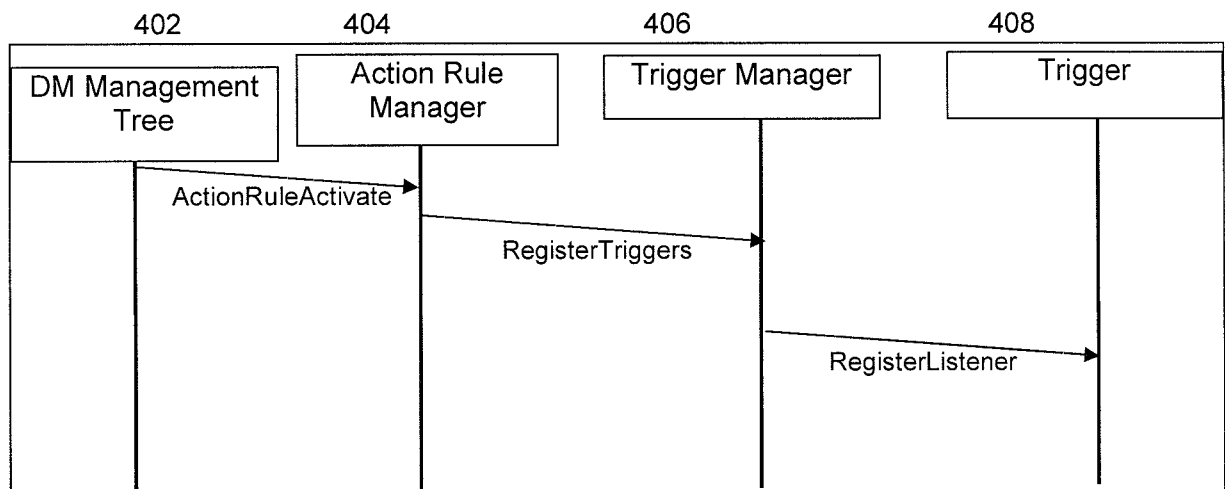 402
404
406
408
DM Management
Tree
Action Rule
Manager
Trigger Manager
Trigger
ActionRuleActivate
RegisterTriggers
RegisterListener